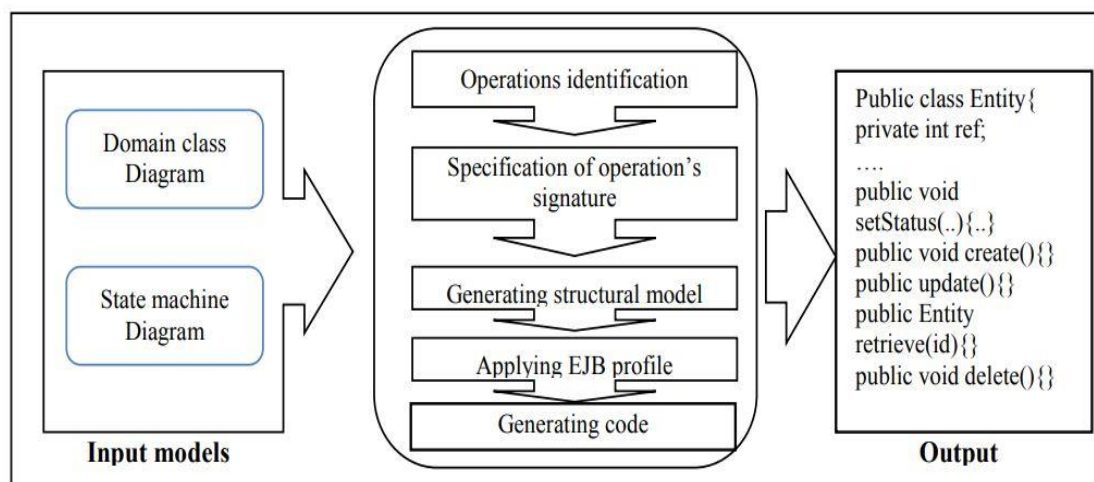 Domain class
Diagram
State machine
Diagram
Input models
Operations identification
Specification of operation's
signature
Generating structural model
Applying EJB profile
Generating code
Public class Entity{
private int ref;
....
public void
setStatus(..){..}
public void create(){}
public update(){}
public Entity
retrieve(id){}
public void delete(){}
Output